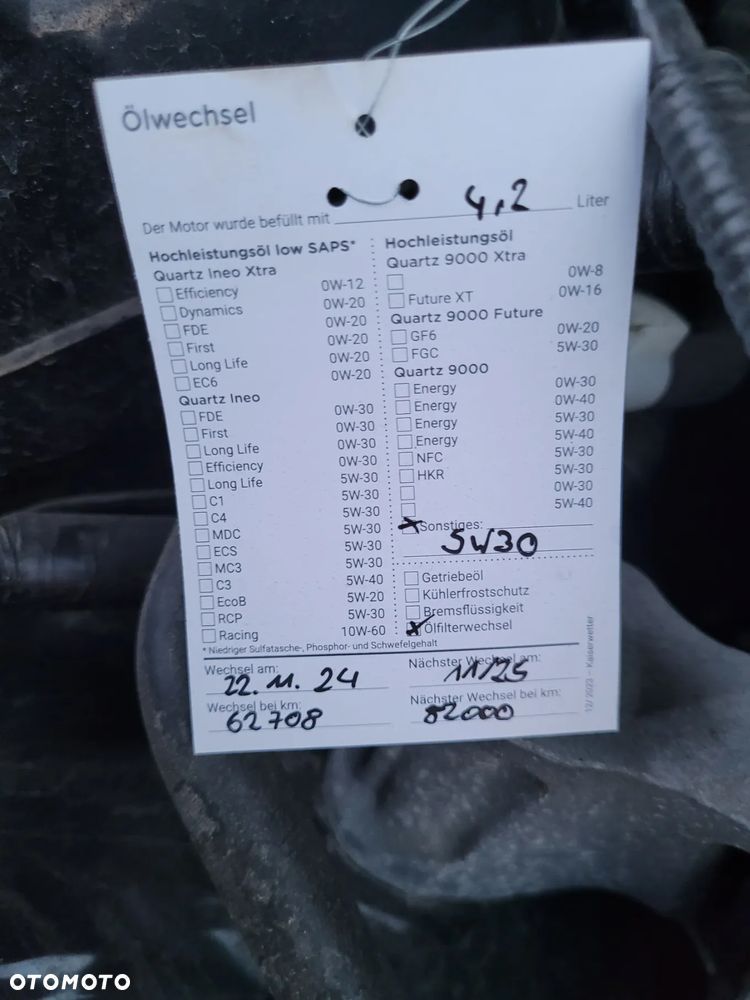 Ölwechsel
Der Motor wurde befüllt mit 4,2 Liter
Hochleistungsöl low SAPS*
Quartz Ineo Xtra
Efficiency 0W-12
Dynamics 0W-20
FDE 0W-20
First 0W-20
Long Life 0W-20
EC6 0W-20
Quartz Ineo
FDE 0W-30
First 0W-30
Long Life 0W-30
Efficiency 0W-30
Long Life 5W-30
C1 5W-30
C4 5W-30
MDC 5W-30
ECS 5W-30
MC3 5W-30
C3 5W-40
EcoB 5W-20
RCP 5W-30
Racing 10W-60
Hochleistungsöl
Quartz 9000 Xtra
0W-8
Future XT 0W-16
Quartz 9000 Future
GF6 0W-20
FGC 5W-30
Quartz 9000
Energy 0W-30
Energy 0W-40
Energy 5W-30
Energy 5W-40
NFC 5W-30
HKR 5W-30
0W-30
5W-40
Sonstiges:
5W30
Getriebeöl
Kühlerfrostschutz
Bremsflüssigkeit
Ölfilterwechsel
* Niedriger Sulfatasche-, Phosphor- und Schwefelgehalt
Wechsel am:
22. 11. 24
Nächster Wechsel am:
11/25
Wechsel bei km:
62708
Nächster Wechsel bei km:
82000
12/2023 – Kaiserwetter
OTOMOTO